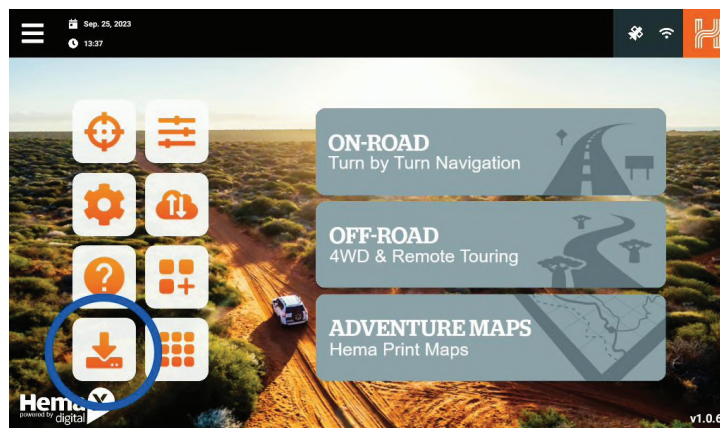 Sep. 25, 2023
13:37
ON-ROAD
Turn by Turn Navigation
OFF-ROAD
4WD & Remote Touring
?
ADVENTURE MAPS
Hema Print Maps
Hema X
powered by digital
v1.0.6